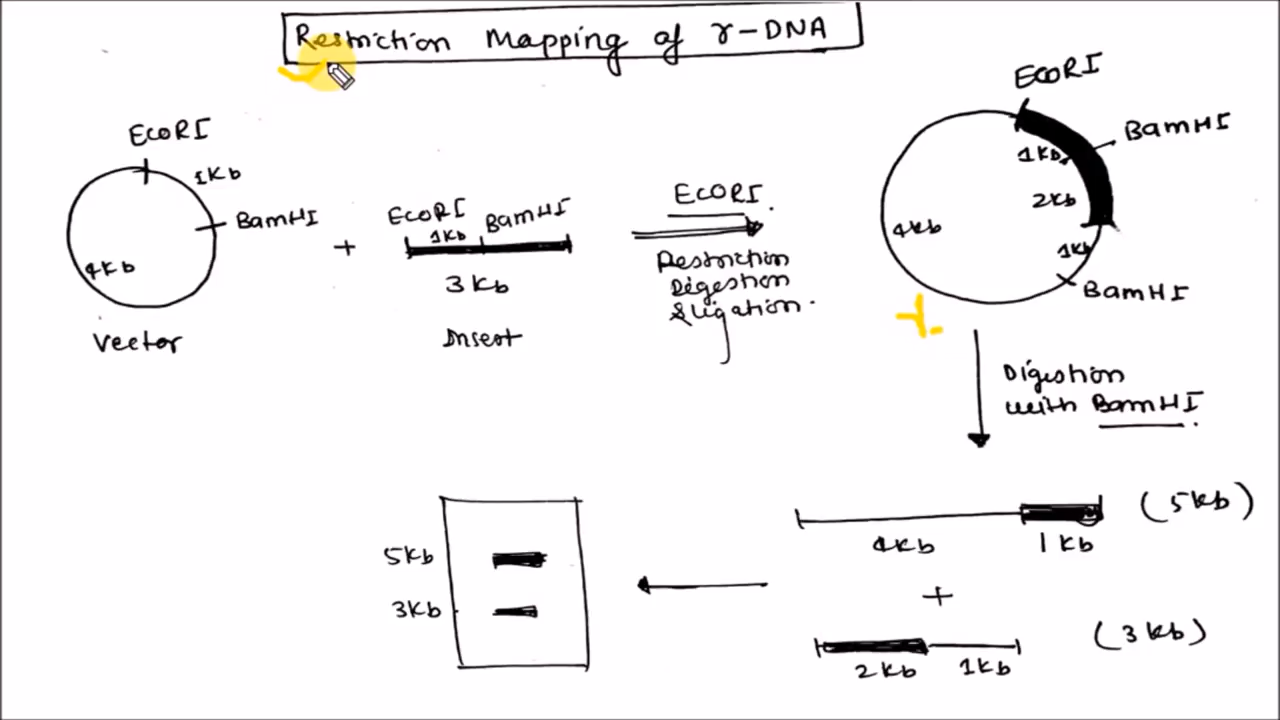 Restriction Mapping of r-DNA
EcoRI
1Kb
BamHI
4Kb
Vector
+
EcoRI BamHI
1Kb
3Kb
Insert
EcoRI.
Restriction
Digestion
& ligation.
EcoRI
BamHI
1Kb
2Kb
4Kb
1Kb
BamHI
Digestion
with BamHI.
4Kb 1Kb (5Kb)
+
2Kb 1Kb (3Kb)
5Kb
3Kb